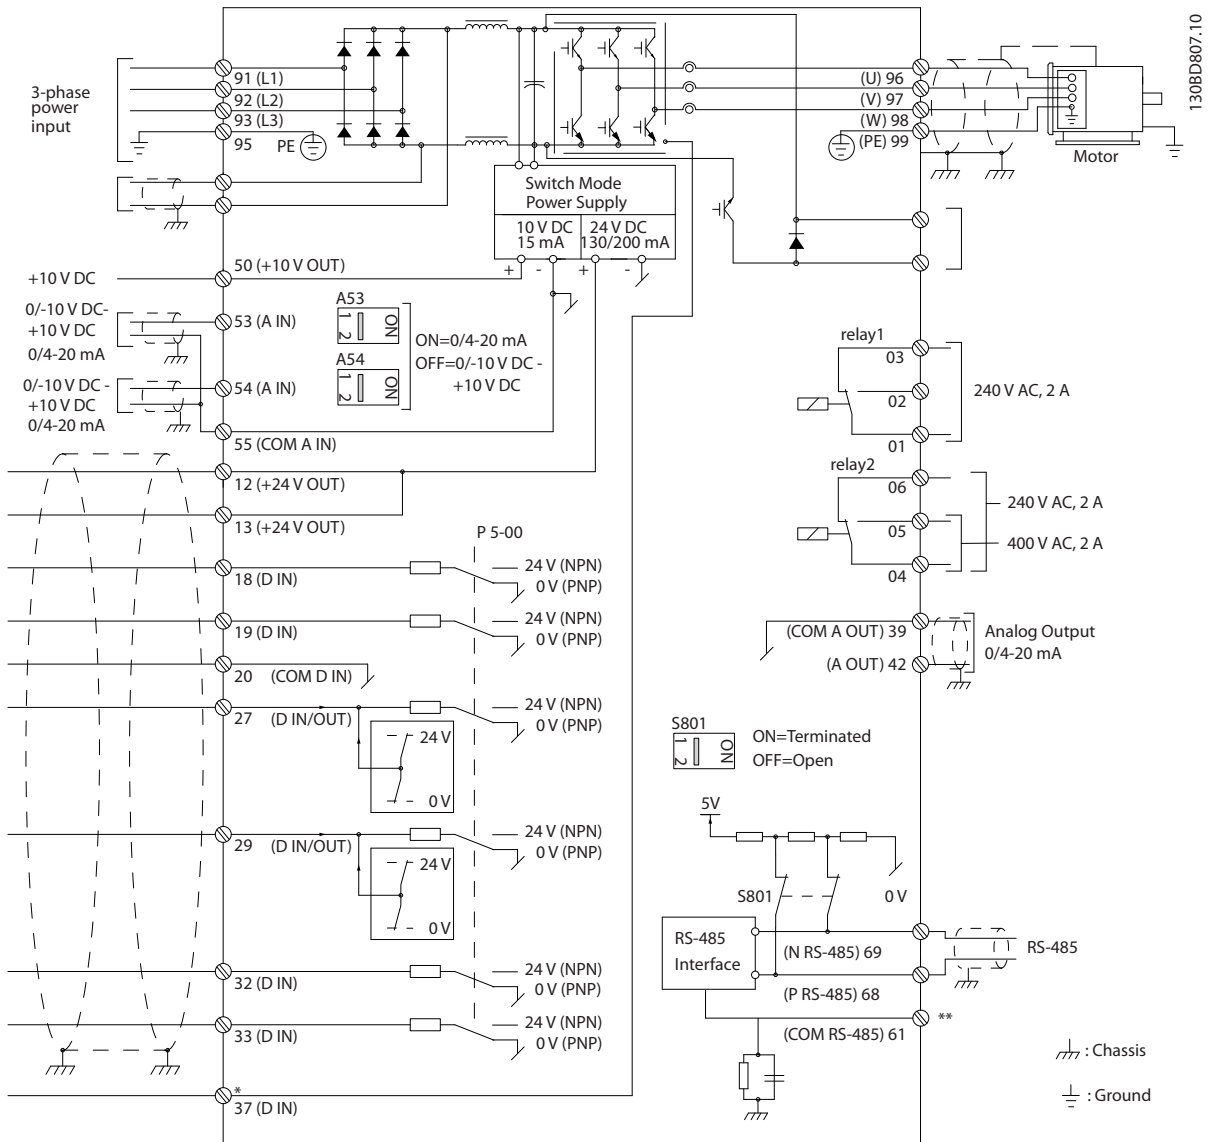 130BD807.10
3-phase
power
input
91 (L1)
92 (L2)
93 (L3)
95
PE
(U) 96
(V) 97
(W) 98
(PE) 99
Motor
Switch Mode
Power Supply
10 V DC
15 mA
24 V DC
130/200 mA
+ - + -
+10 V DC
50 (+10 V OUT)
0/-10 V DC-
+10 V DC
0/4-20 mA
53 (A IN)
A53
1 2
ON
A54
1 2
ON
ON=0/4-20 mA
OFF=0/-10 V DC -
+10 V DC
0/-10 V DC -
+10 V DC
0/4-20 mA
54 (A IN)
55 (COM A IN)
12 (+24 V OUT)
13 (+24 V OUT)
P 5-00
18 (D IN)
24 V (NPN)
0 V (PNP)
19 (D IN)
24 V (NPN)
0 V (PNP)
20 (COM D IN)
27 (D IN/OUT)
24 V (NPN)
0 V (PNP)
24 V
0 V
29 (D IN/OUT)
24 V (NPN)
0 V (PNP)
24 V
0 V
32 (D IN)
24 V (NPN)
0 V (PNP)
33 (D IN)
24 V (NPN)
0 V (PNP)
*
37 (D IN)
relay1
03
02
01
240 V AC, 2 A
relay2
06
05
04
240 V AC, 2 A
400 V AC, 2 A
(COM A OUT) 39
(A OUT) 42
Analog Output
0/4-20 mA
S801
1 2
ON
ON=Terminated
OFF=Open
5V
S801
0 V
RS-485
Interface
(N RS-485) 69
RS-485
(P RS-485) 68
(COM RS-485) 61
**
: Chassis
: Ground